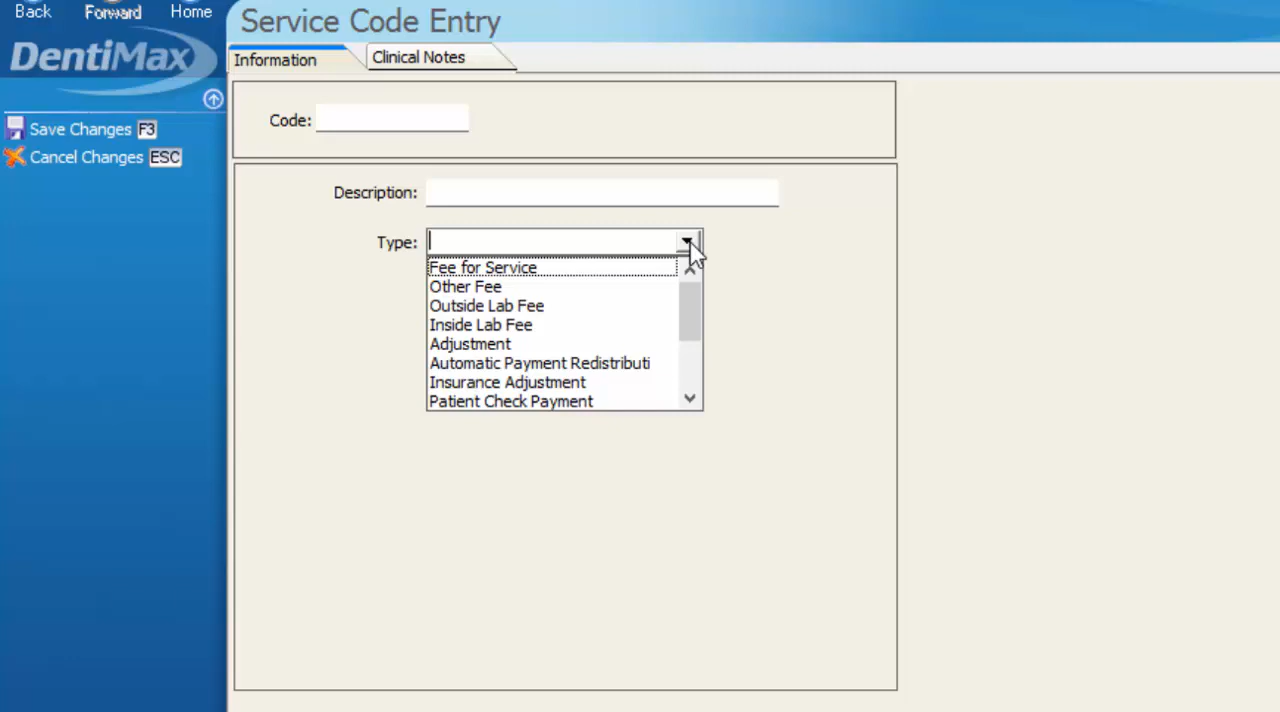 Back Forward Home
DentiMax
Save Changes F3
Cancel Changes ESC
Service Code Entry
Information Clinical Notes
Code:
Description:
Type:
Fee for Service
Other Fee
Outside Lab Fee
Inside Lab Fee
Adjustment
Automatic Payment Redistributi
Insurance Adjustment
Patient Check Payment